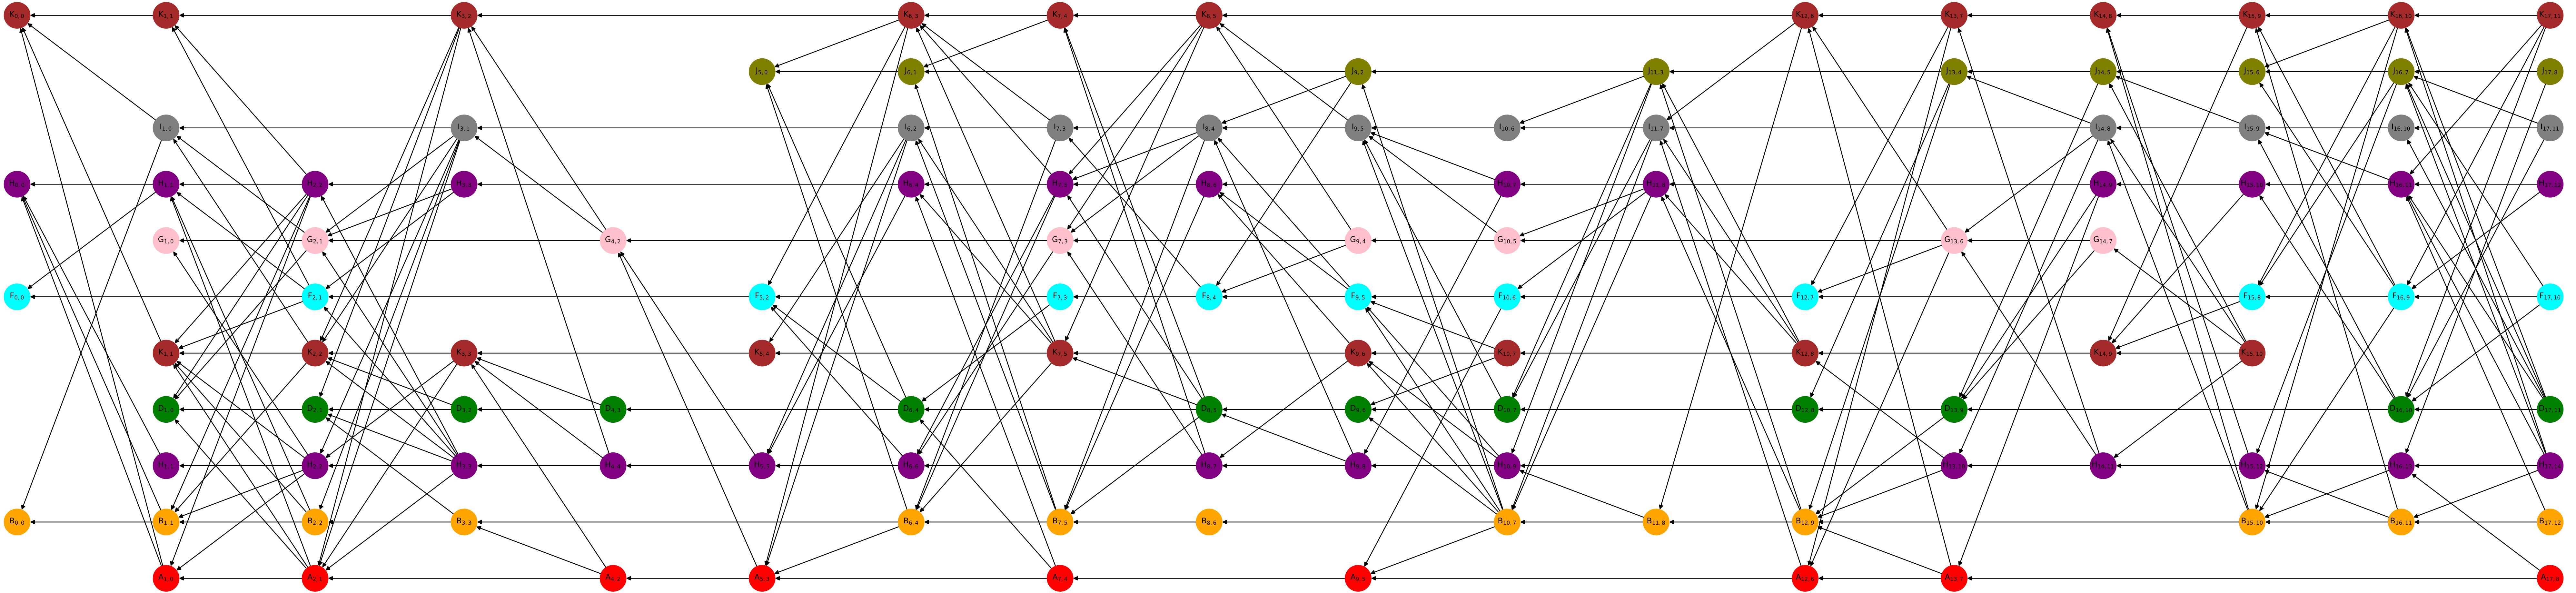 K0,0 K1,1 K3,2 K6,3 K7,4 K8,5 K12,6 K13,7 K14,8 K15,9 K16,10 K17,11
J5,0 J6,1 J9,2 J11,3 J13,4 J14,5 J15,6 J16,7 J17,8
I1,0 I3,1 I6,2 I7,3 I8,4 I9,5 I10,6 I11,7 I14,8 I15,9 I16,10 I17,11
H0,0 H1,1 H2,2 H3,3 H6,4 H7,5 H8,6 H10,7 H11,8 H14,9 H15,10 H16,11 H17,12
G1,0 G2,1 G4,2 G7,3 G9,4 G10,5 G13,6 G14,7
F0,0 F2,1 F5,2 F7,3 F8,4 F9,5 F10,6 F12,7 F15,8 F16,9 F17,10
K1,1 K2,2 K3,3 K5,4 K7,5 K9,6 K10,7 K12,8 K14,9 K15,10
D1,0 D2,1 D3,2 D4,3 D6,4 D8,5 D9,6 D10,7 D12,8 D13,9 D16,10 D17,11
H1,1 H2,2 H3,3 H4,4 H5,5 H6,6 H8,7 H9,8 H10,9 H13,10 H14,11 H15,12 H16,13 H17,14
B0,0 B1,1 B2,2 B3,3 B6,4 B7,5 B8,6 B10,7 B11,8 B12,9 B15,10 B16,11 B17,12
A1,0 A2,1 A4,2 A5,3 A7,4 A9,5 A12,6 A13,7 A17,8